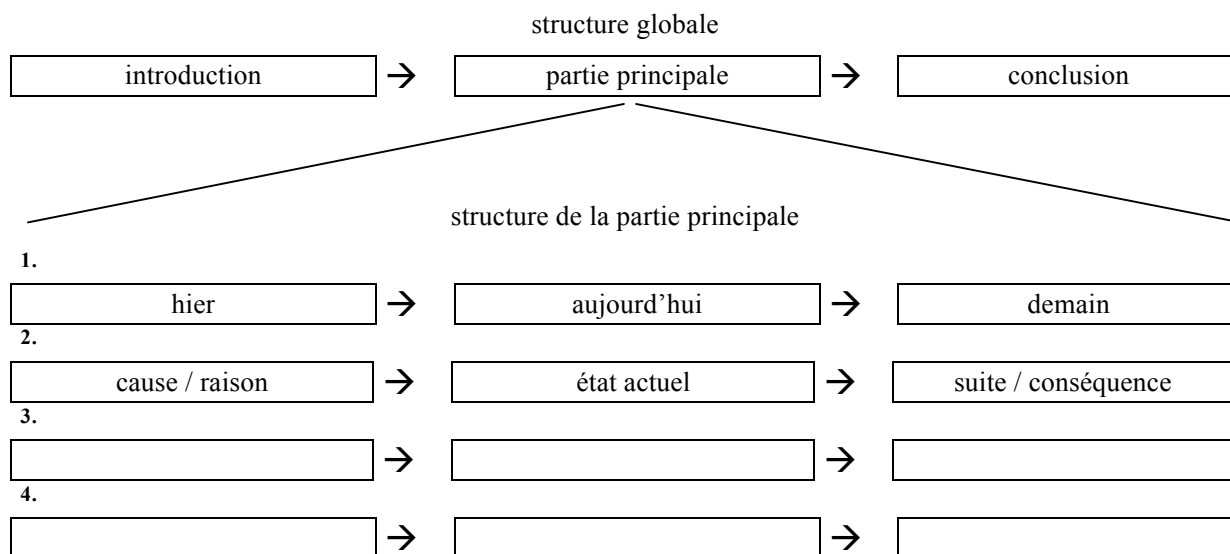 structure globale
introduction → partie principale → conclusion
structure de la partie principale
1.
hier → aujourd’hui → demain
2.
cause / raison → état actuel → suite / conséquence
3.
→ →
4.
→ →